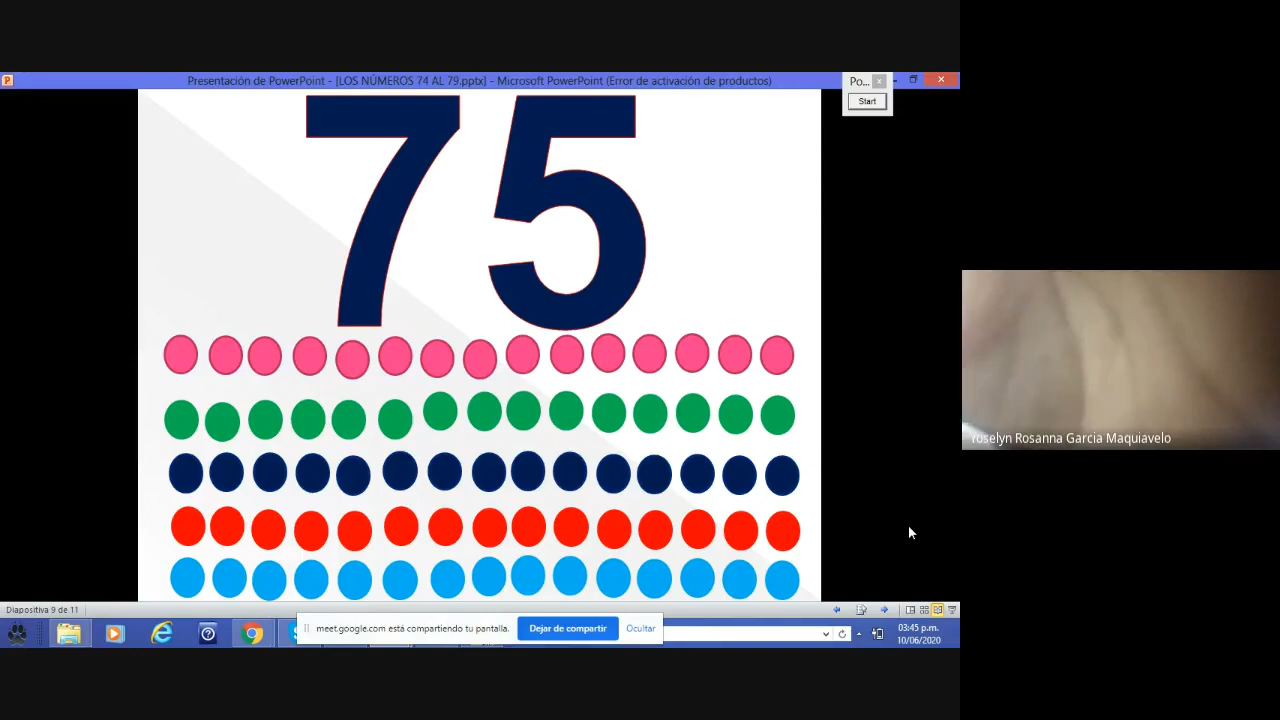 Presentación de PowerPoint - [LOS NÚMEROS 74 AL 79.pptx] - Microsoft PowerPoint (Error de activación de productos)
Po...
Start
75
Yoselyn Rosanna Garcia Maquiavelo
Diapositiva 9 de 11
meet.google.com está compartiendo tu pantalla.
Dejar de compartir
Ocultar
03:45 p.m.
10/06/2020